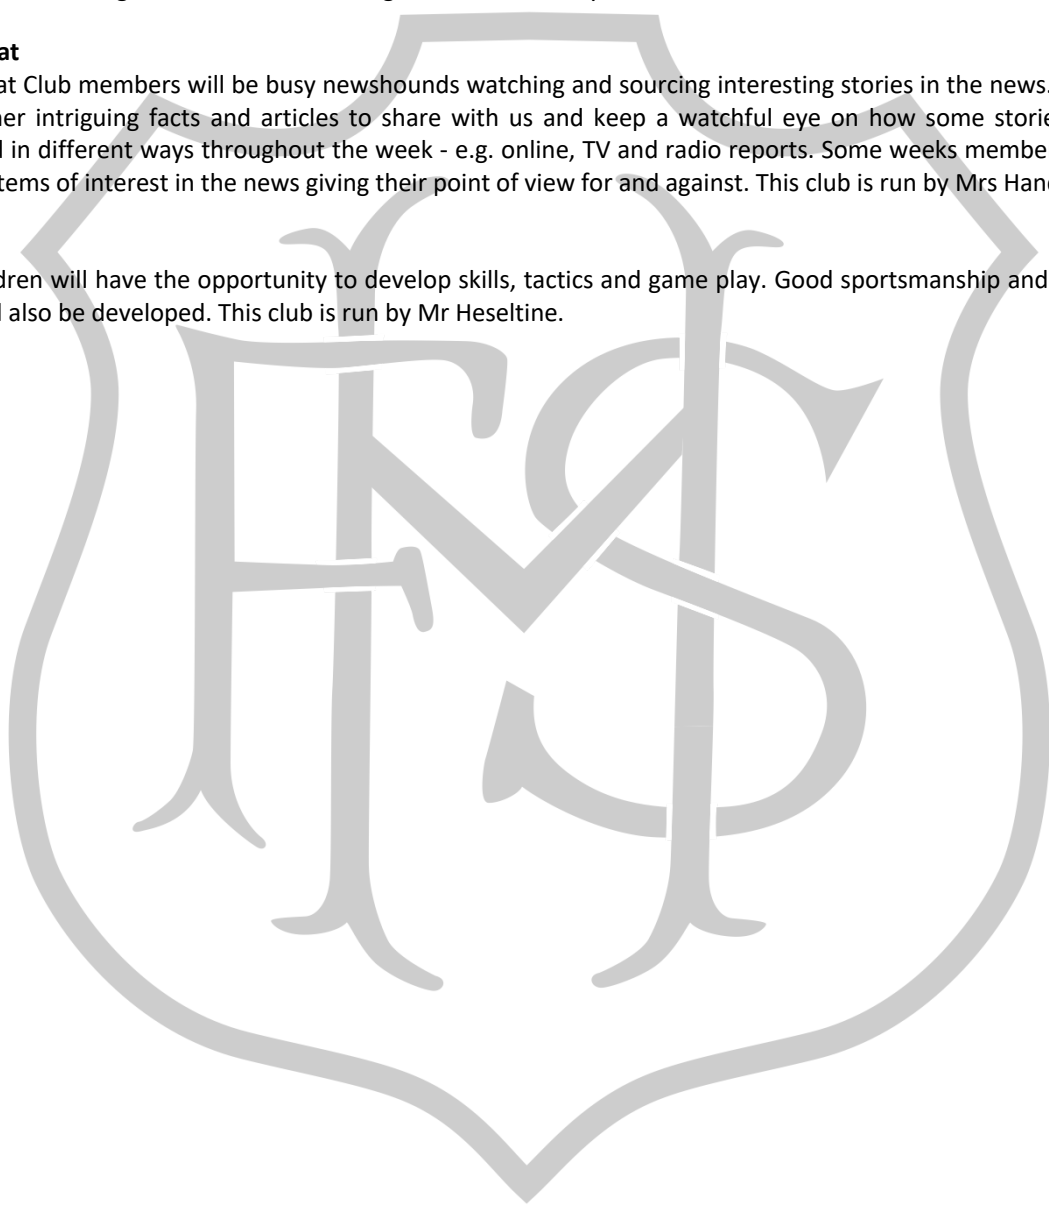 at
at Club members will be busy newshounds watching and sourcing interesting stories in the news.
her intriguing facts and articles to share with us and keep a watchful eye on how some storie
l in different ways throughout the week - e.g. online, TV and radio reports. Some weeks membe
tems of interest in the news giving their point of view for and against. This club is run by Mrs Han
dren will have the opportunity to develop skills, tactics and game play. Good sportsmanship and
l also be developed. This club is run by Mr Heseltine.
FMS